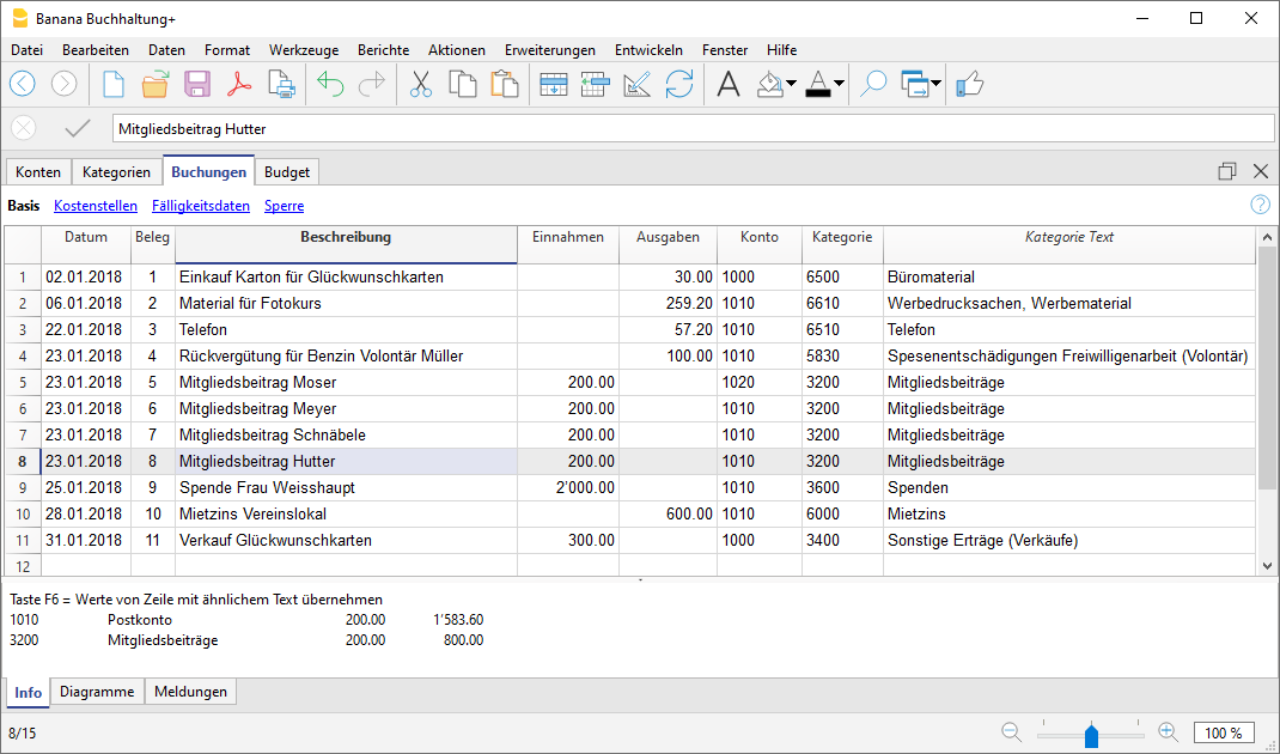 Banana Buchhaltung+
Datei Bearbeiten Daten Format Werkzeuge Berichte Aktionen Erweiterungen Entwickeln Fenster Hilfe
Mitgliedsbeitrag Hutter
Konten Kategorien Buchungen Budget
Basis Kostenstellen Fälligkeitsdaten Sperre
Datum Beleg Beschreibung Einnahmen Ausgaben Konto Kategorie Kategorie Text
1 02.01.2018 1 Einkauf Karton für Glückwunschkarten 30.00 1000 6500 Büromaterial
2 06.01.2018 2 Material für Fotokurs 259.20 1010 6610 Werbedrucksachen, Werbematerial
3 22.01.2018 3 Telefon 57.20 1010 6510 Telefon
4 23.01.2018 4 Rückvergütung für Benzin Volontär Müller 100.00 1010 5830 Spesenentschädigungen Freiwilligenarbeit (Volontär)
5 23.01.2018 5 Mitgliedsbeitrag Moser 200.00 1020 3200 Mitgliedsbeiträge
6 23.01.2018 6 Mitgliedsbeitrag Meyer 200.00 1010 3200 Mitgliedsbeiträge
7 23.01.2018 7 Mitgliedsbeitrag Schnäbele 200.00 1010 3200 Mitgliedsbeiträge
8 23.01.2018 8 Mitgliedsbeitrag Hutter 200.00 1010 3200 Mitgliedsbeiträge
9 25.01.2018 9 Spende Frau Weisshaupt 2'000.00 1010 3600 Spenden
10 28.01.2018 10 Mietzins Vereinslokal 600.00 1010 6000 Mietzins
11 31.01.2018 11 Verkauf Glückwunschkarten 300.00 1000 3400 Sonstige Erträge (Verkäufe)
12
Taste F6 = Werte von Zeile mit ähnlichem Text übernehmen
1010 Postkonto 200.00 1'583.60
3200 Mitgliedsbeiträge 200.00 800.00
Info Diagramme Meldungen
8/15 100 %